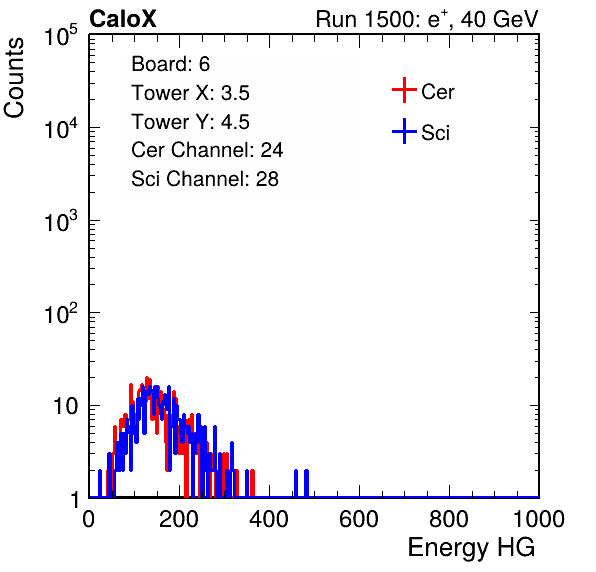 CaloX Run 1500: e⁺, 40 GeV
Counts
Board: 6
Tower X: 3.5
Tower Y: 4.5
Cer Channel: 24
Sci Channel: 28
Cer
Sci
10⁵
10⁴
10³
10²
10
1
0 200 400 600 800 1000
Energy HG